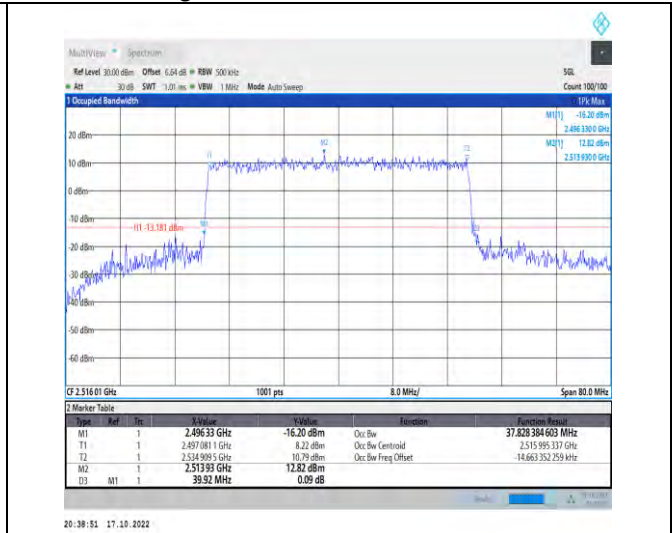 MultiView Spectrum
Ref Level 30.00 dBm Offset 6.64 dB RBW 500 kHz SGL
Att 30 dB SWT 1.01 ms VBW 1 MHz Mode Auto Sweep Count 100/100
1 Occupied Bandwidth 1Pk Max
M1[1] -16.20 dBm
2.496 330 0 GHz
M2[1] 12.82 dBm
2.513 930 0 GHz
20 dBm
M2
T1
T2
10 dBm
0 dBm
-10 dBm
H1 -13.181 dBm
M1
D3
-20 dBm
-30 dBm
-40 dBm
-50 dBm
-60 dBm
CF 2.516 01 GHz 1001 pts 8.0 MHz/ Span 80.0 MHz
2 Marker Table
Type Ref Trc X-Value Y-Value Function Function Result
M1 1 2.496 33 GHz -16.20 dBm Occ Bw 37.828 384 603 MHz
T1 1 2.497 081 1 GHz 8.22 dBm Occ Bw Centroid 2.515 995 337 GHz
T2 1 2.534 909 5 GHz 10.79 dBm Occ Bw Freq Offset -14.663 352 259 kHz
M2 1 2.513 93 GHz 12.82 dBm
D3 M1 1 39.92 MHz 0.09 dB
20:38:51 17.10.2022